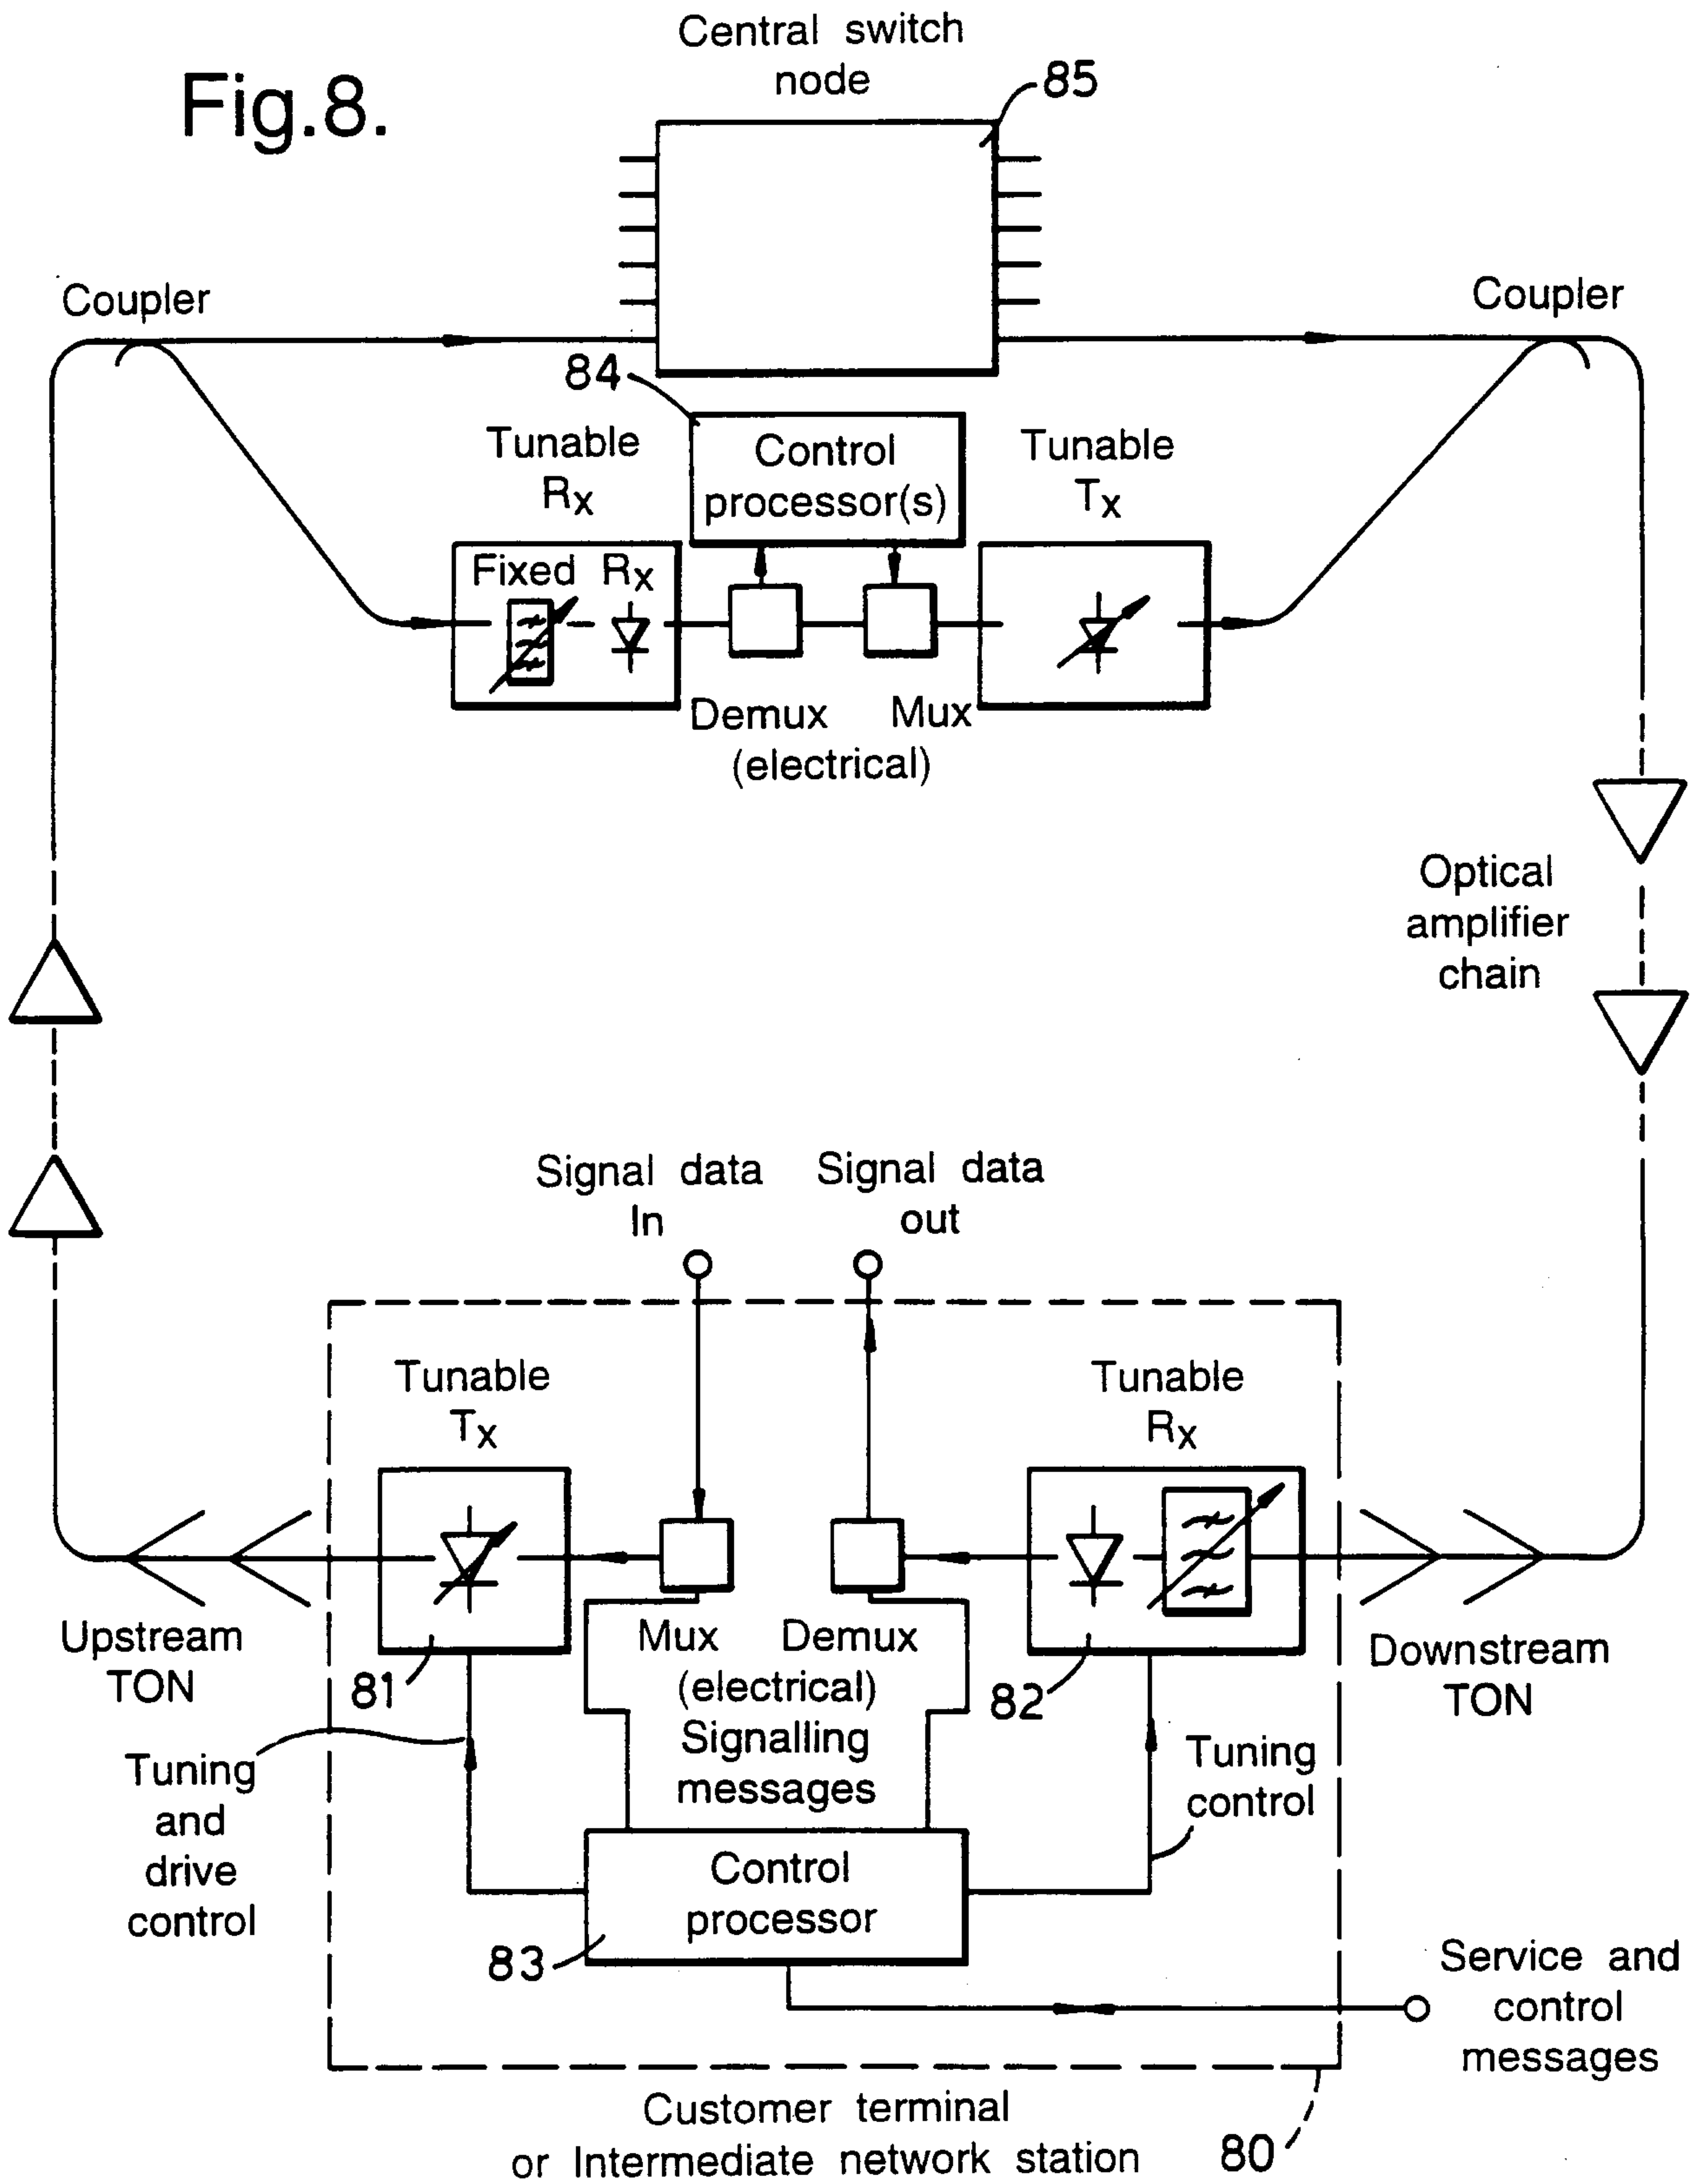 Fig.8.
Central switch
node
85
Coupler
Coupler
84
Tunable
Rx
Control
processor(s)
Tunable
Tx
Fixed Rx
Demux Mux
(electrical)
Optical
amplifier
chain
Signal data
In
Signal data
out
Tunable
Tx
Tunable
Rx
Upstream
TON
81
Mux Demux
(electrical)
Signalling
messages
82
Downstream
TON
Tuning
and
drive
control
Tuning
control
Control
processor
83
Service and
control
messages
Customer terminal
or Intermediate network station
80